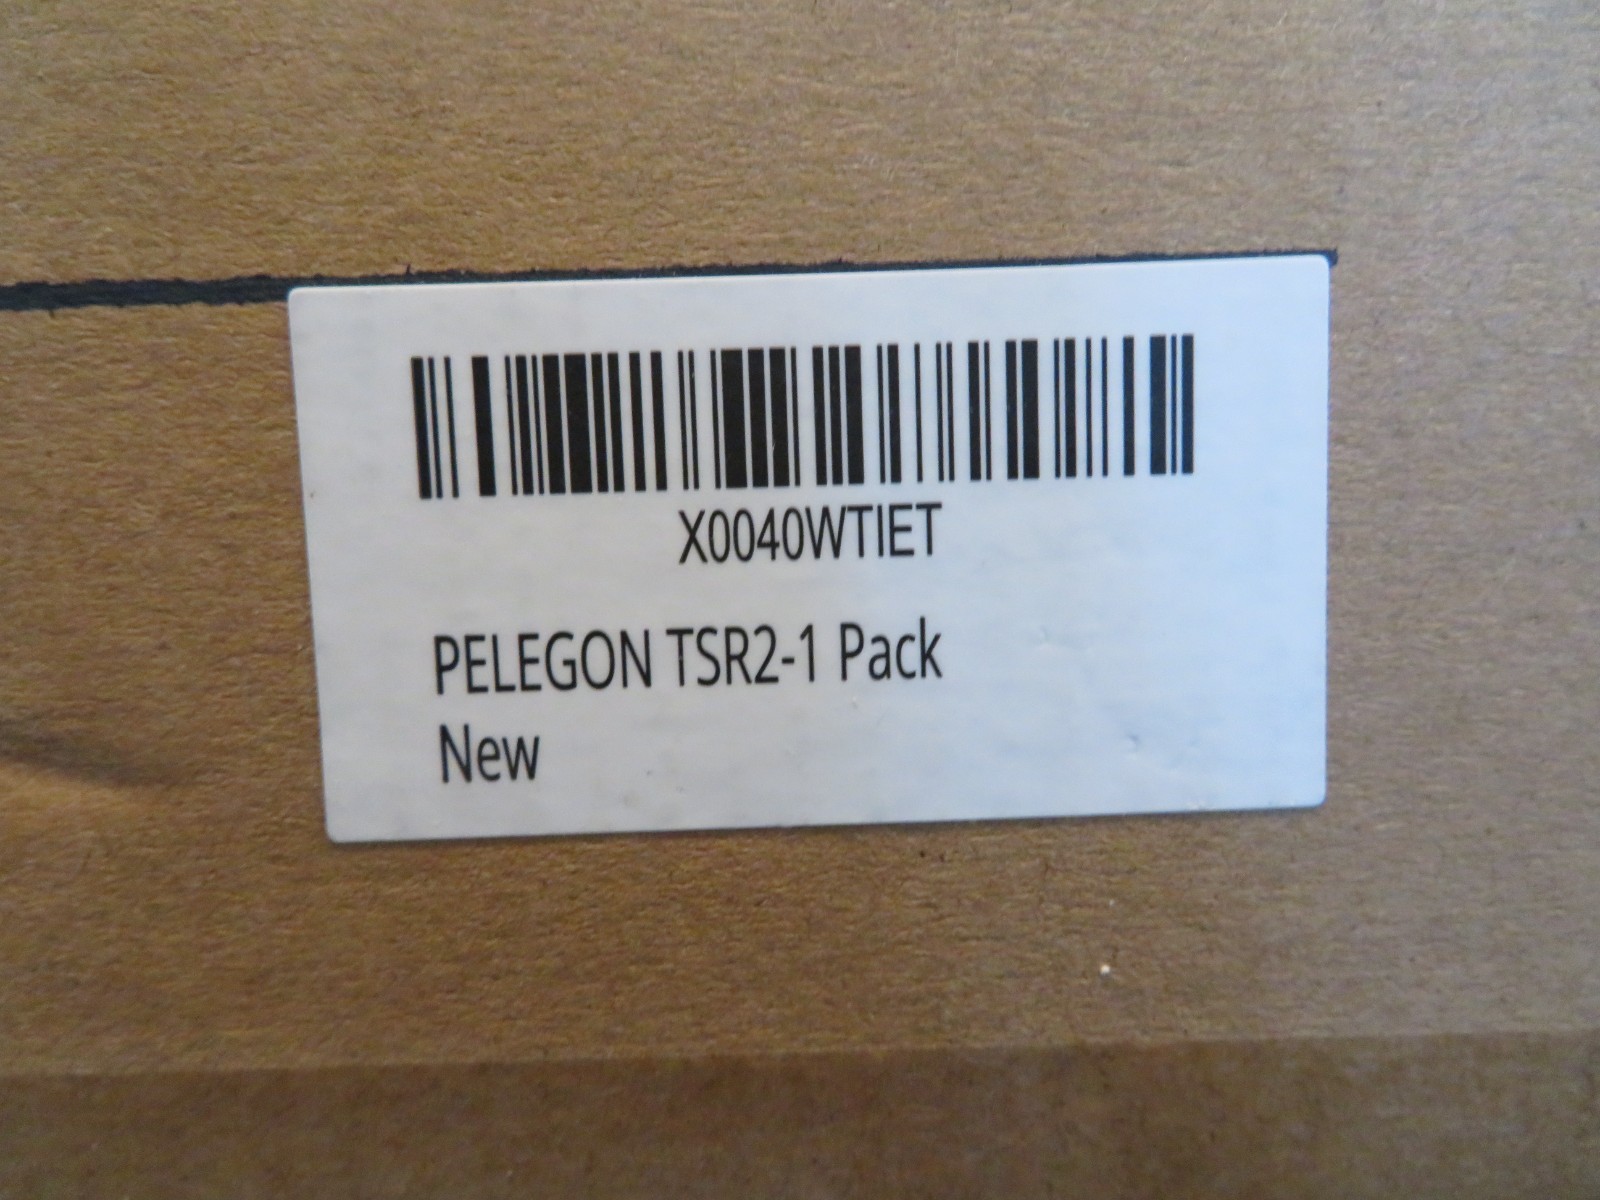 X0040WTIET
PELEGON TSR2-1 Pack
New